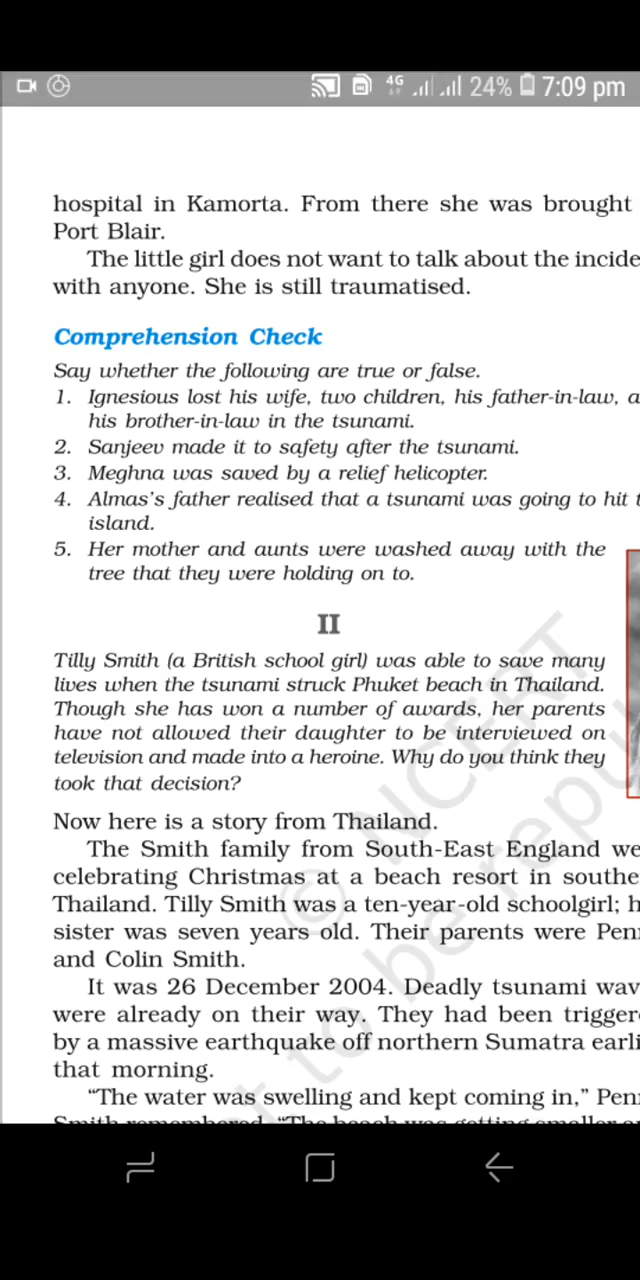 4G 24% 7:09 pm
hospital in Kamorta. From there she was brought
Port Blair.
The little girl does not want to talk about the incide
with anyone. She is still traumatised.
Comprehension Check
Say whether the following are true or false.
1. Ignesious lost his wife, two children, his father-in-law, a
his brother-in-law in the tsunami.
2. Sanjeev made it to safety after the tsunami.
3. Meghna was saved by a relief helicopter.
4. Almas's father realised that a tsunami was going to hit t
island.
5. Her mother and aunts were washed away with the
tree that they were holding on to.
II
Tilly Smith (a British school girl) was able to save many
lives when the tsunami struck Phuket beach in Thailand.
Though she has won a number of awards, her parents
have not allowed their daughter to be interviewed on
television and made into a heroine. Why do you think they
took that decision?
Now here is a story from Thailand.
The Smith family from South-East England we
celebrating Christmas at a beach resort in southe
Thailand. Tilly Smith was a ten-year-old schoolgirl; h
sister was seven years old. Their parents were Pen
and Colin Smith.
It was 26 December 2004. Deadly tsunami wav
were already on their way. They had been trigger
by a massive earthquake off northern Sumatra earli
that morning.
“The water was swelling and kept coming in,” Pen
Smith remembered. “The beach was getting smaller a
© NCERT
not to be repu